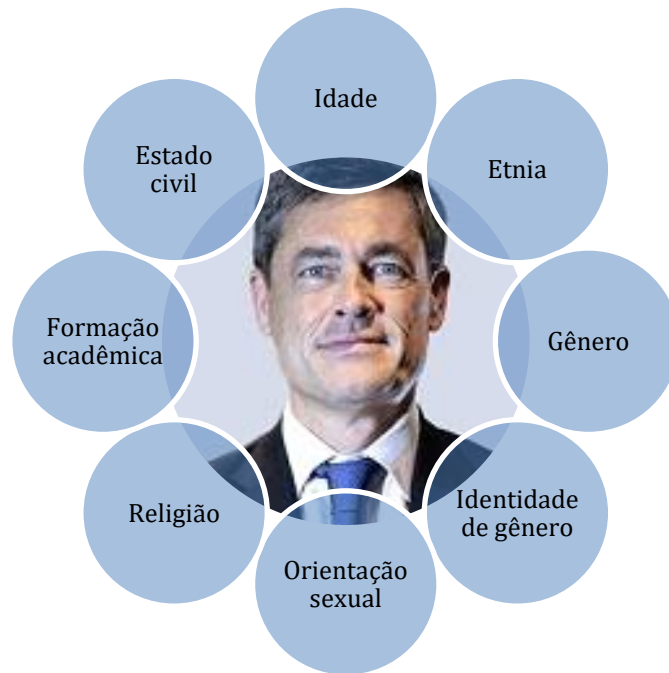 Idade
Etnia
Gênero
Identidade
de gênero
Orientação
sexual
Religião
Formação
acadêmica
Estado
civil